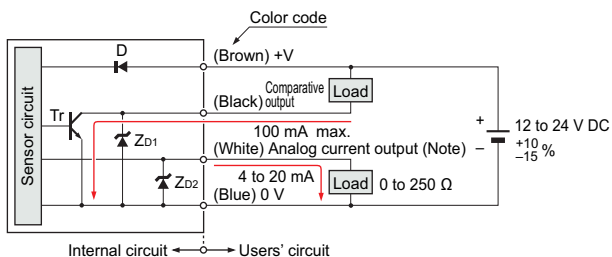 Color code
D
(Brown) +V
Sensor circuit
Tr
(Black)
Comparative
output
Load
ZD1
100 mA max.
(White) Analog current output (Note)
+
–
12 to 24 V DC
+10
–15 %
ZD2
4 to 20 mA
Load
0 to 250 Ω
(Blue) 0 V
Internal circuit
Users' circuit